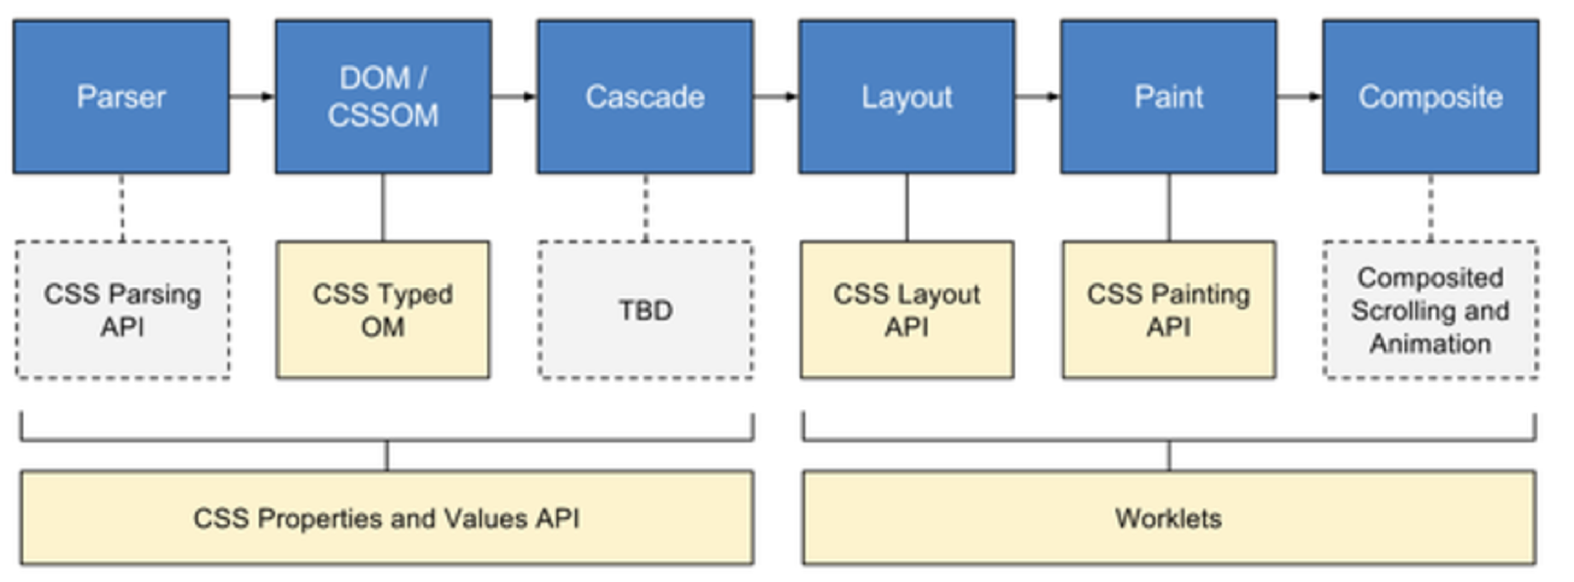 Parser
DOM /
CSSOM
Cascade
Layout
Paint
Composite
CSS Parsing
API
CSS Typed
OM
TBD
CSS Layout
API
CSS Painting
API
Composited
Scrolling and
Animation
CSS Properties and Values API
Worklets